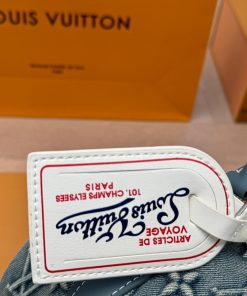 LOUIS VUITTON
ARTICLES DE
VOYAGE
Louis Vuitton
101. CHAMPS ELYSEES
PARIS